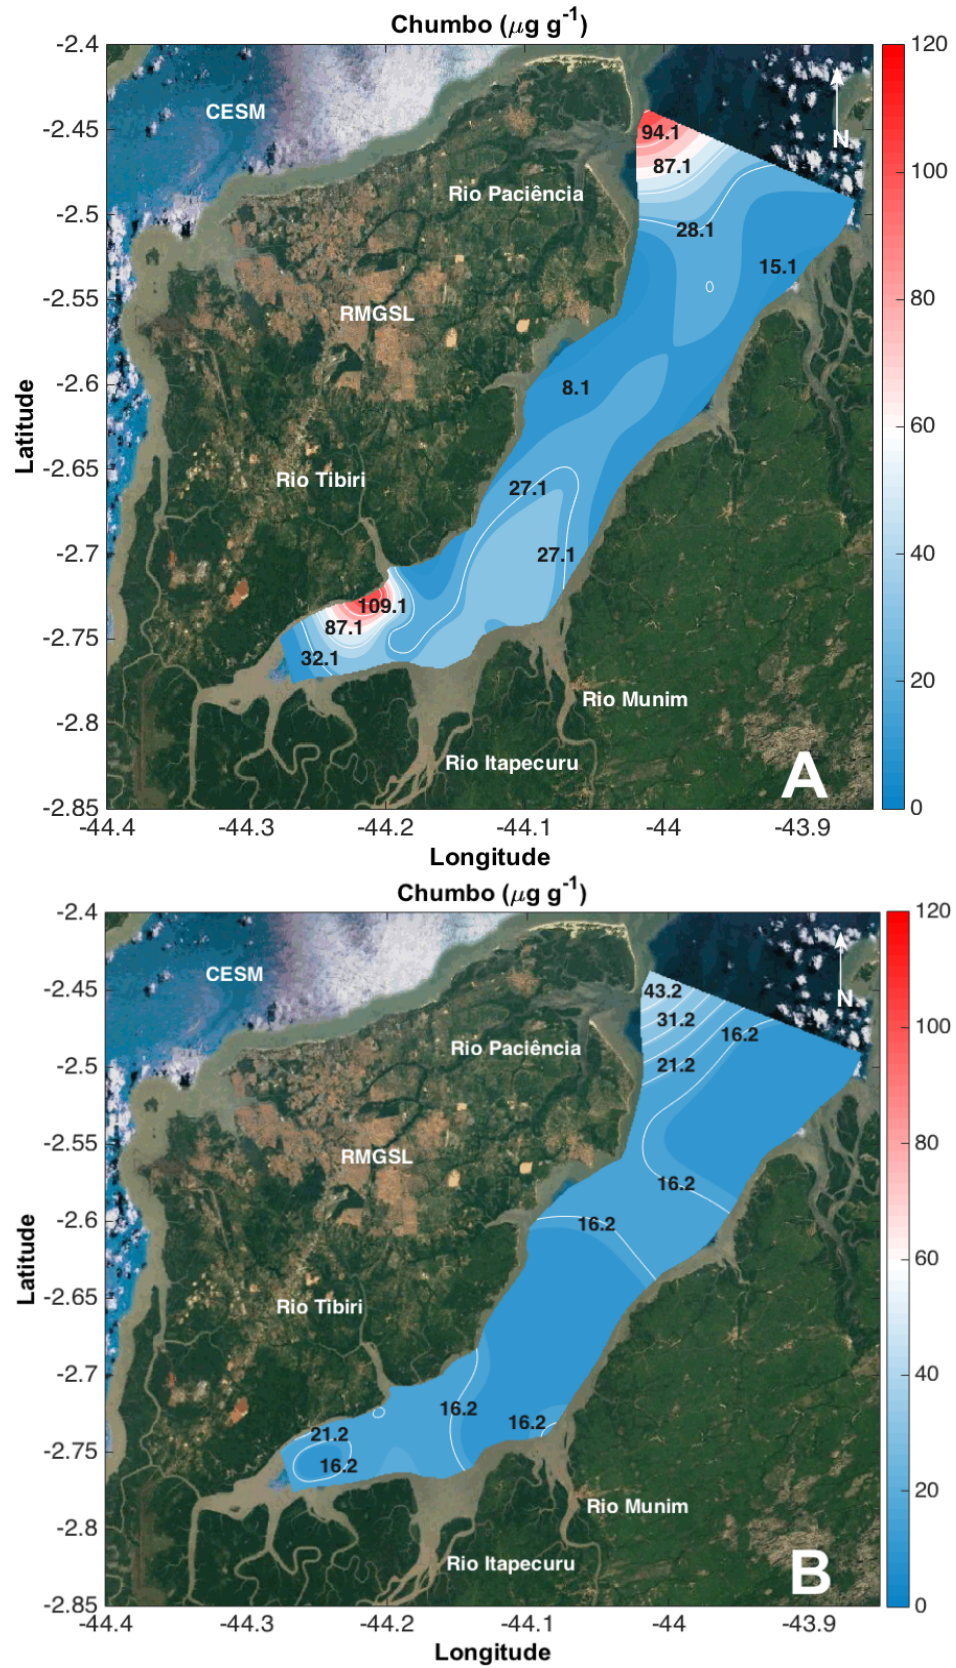 Chumbo (μg g⁻¹)
-2.4
120
CESM
N
-2.45
94.1
87.1
100
Rio Paciência
-2.5
28.1
15.1
-2.55
0
80
RMGSL
Latitude
-2.6
8.1
60
-2.65
Rio Tibiri
27.1
-2.7
27.1
40
109.1
87.1
-2.75
32.1
20
Rio Munim
-2.8
Rio Itapecuru
A
-2.85
0
-44.4 -44.3 -44.2 -44.1 -44 -43.9
Longitude
Chumbo (μg g⁻¹)
-2.4
120
CESM
N
-2.45
43.2
31.2
16.2
100
Rio Paciência
-2.5
21.2
-2.55
RMGSL
80
16.2
Latitude
-2.6
16.2
60
-2.65
Rio Tibiri
-2.7
40
16.2
16.2
21.2
-2.75
16.2
20
Rio Munim
-2.8
Rio Itapecuru
B
-2.85
0
-44.4 -44.3 -44.2 -44.1 -44 -43.9
Longitude